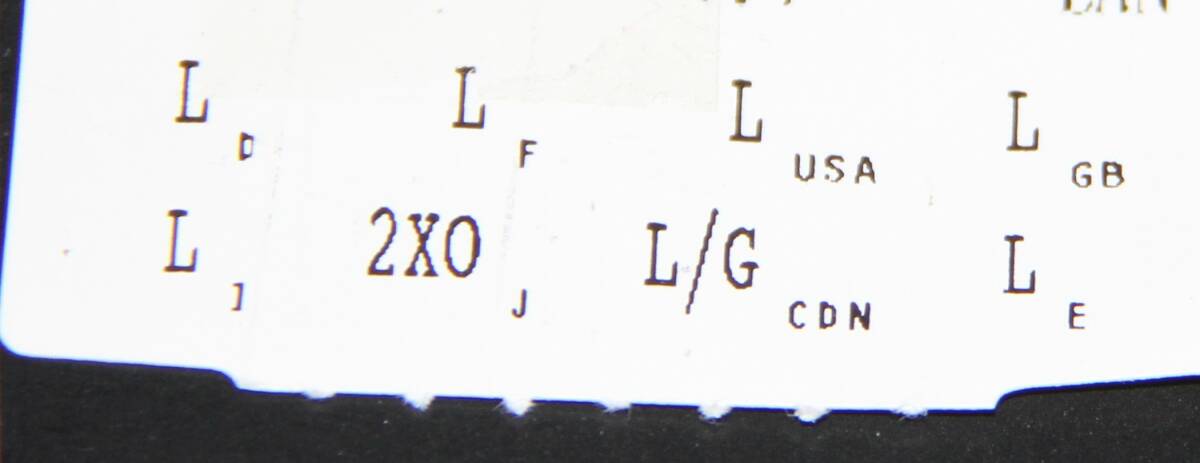 L D L F L USA L GB
L I 2XO J L/G CDN L E